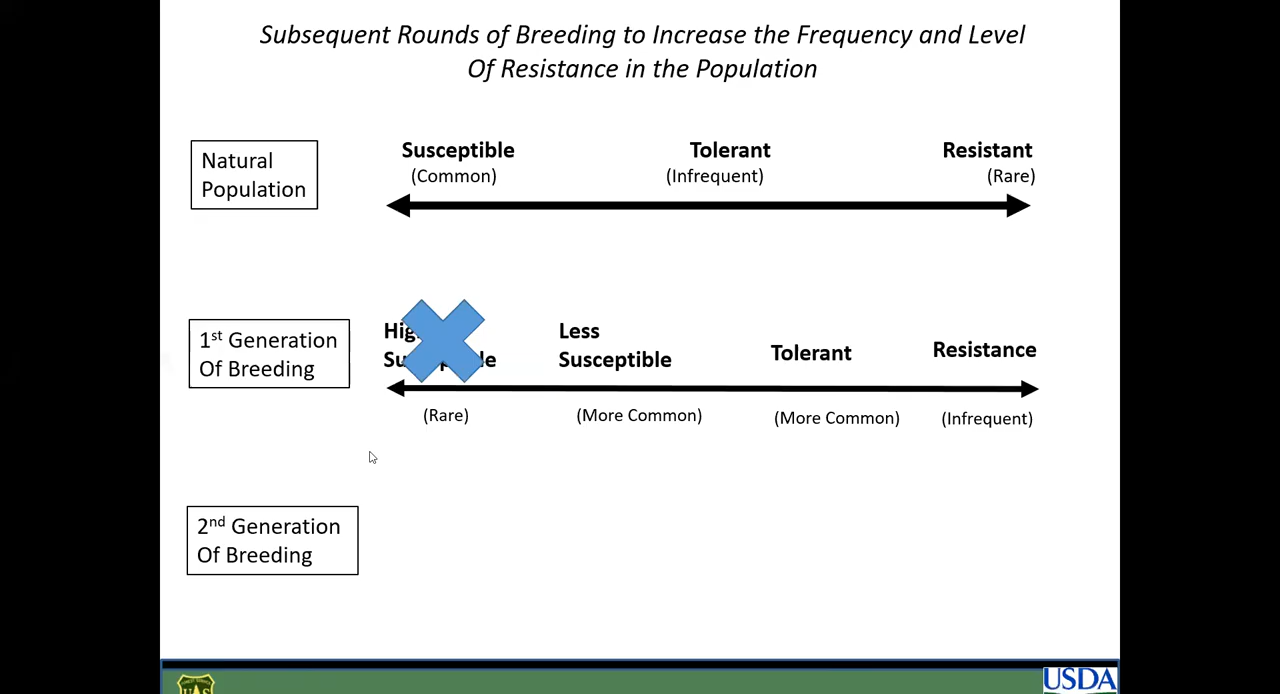 Subsequent Rounds of Breeding to Increase the Frequency and Level
Of Resistance in the Population
Natural
Population
Susceptible
(Common)
Tolerant
(Infrequent)
Resistant
(Rare)
1st Generation
Of Breeding
Less
Susceptible
Tolerant
Resistance
(Rare)
(More Common)
(More Common)
(Infrequent)
2nd Generation
Of Breeding
UAS
USDA